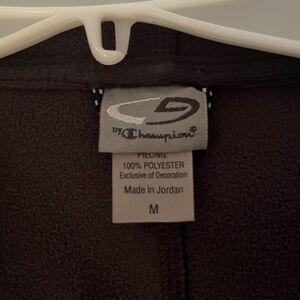 BY Champion®
PIECING:
100% POLYESTER
Exclusive of Decoration
Made in Jordan
M